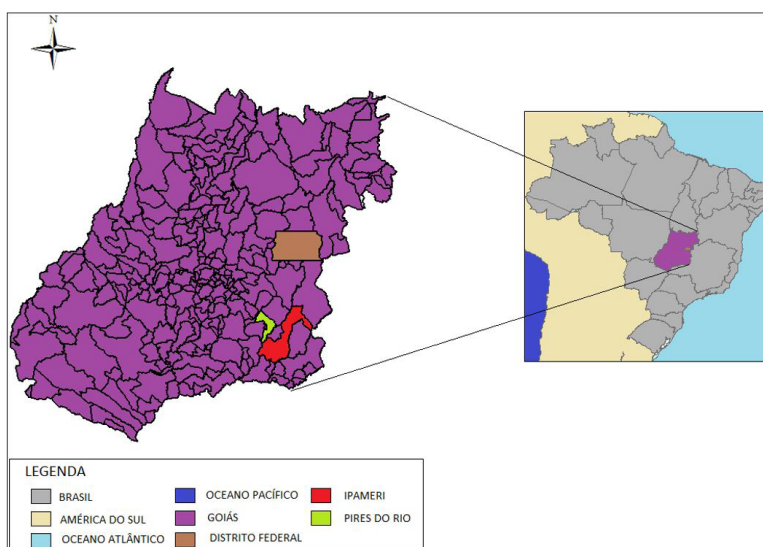 N
LEGENDA
BRASIL
OCEANO PACÍFICO
IPAMERI
AMÉRICA DO SUL
GOIÁS
PIRES DO RIO
OCEANO ATLÂNTICO
DISTRITO FEDERAL